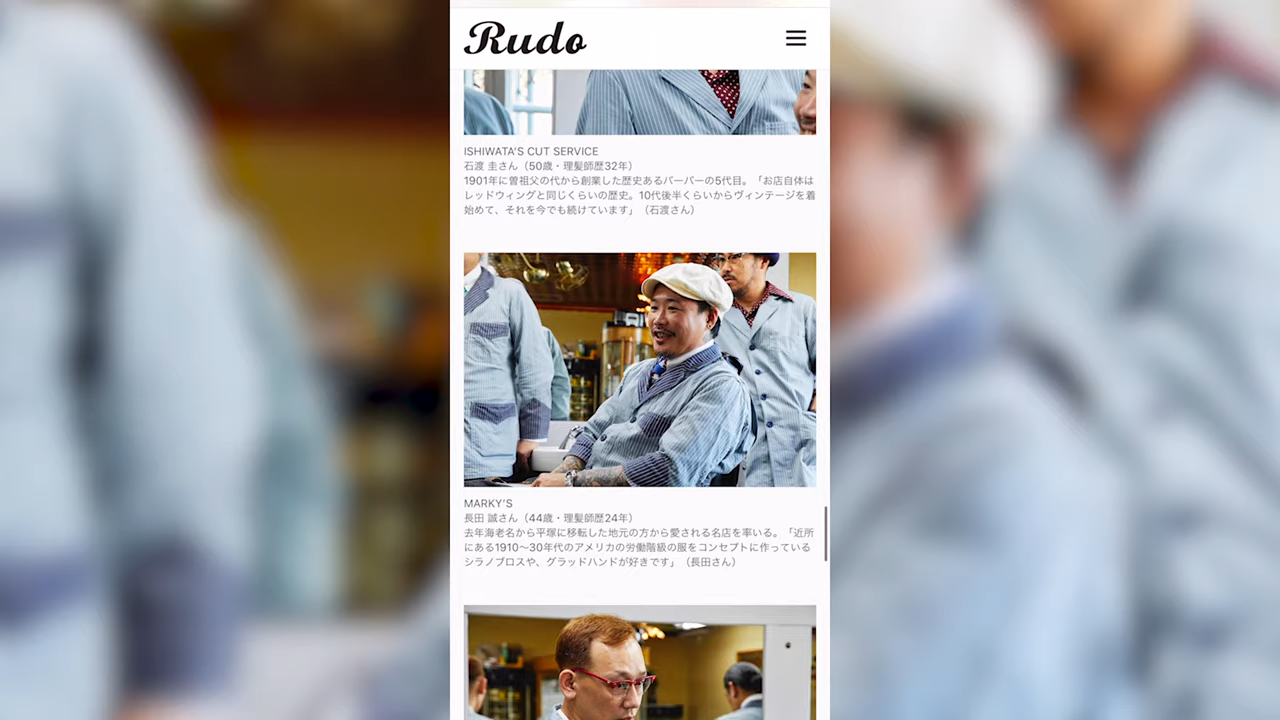 Rudo
ISHIWATA'S CUT SERVICE
石渡 圭さん（50歳・理髪師歴32年）
1901年に曽祖父の代から創業した歴史あるバーバーの5代目。「お店自体は
レッドウィングと同じくらいの歴史。10代後半くらいからヴィンテージを着
始めて、それを今でも続けています」（石渡さん）
MARKY'S
長田 誠さん（44歳・理髪師歴24年）
去年海老名から平塚に移転した地元の方から愛される名店を率いる。「近所
にある1910〜30年代のアメリカの労働階級の服をコンセプトに作っている
シラノブロスや、グラッドハンドが好きです」（長田さん）